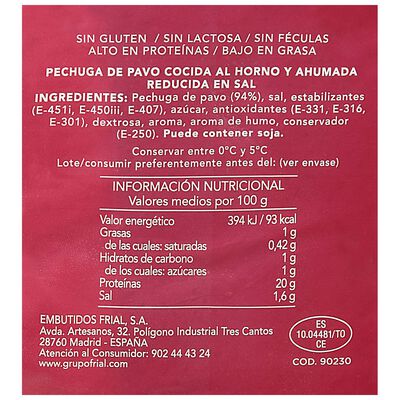 SIN GLUTEN / SIN LACTOSA / SIN FÉCULAS
ALTO EN PROTEÍNAS / BAJO EN GRASA
PECHUGA DE PAVO COCIDA AL HORNO Y AHUMADA
REDUCIDA EN SAL
INGREDIENTES: Pechuga de pavo (94%), sal, estabilizantes
(E-451i, E-450iii, E-407), azúcar, antioxidantes (E-331, E-316,
E-301), dextrosa, aroma, aroma de humo, conservador
(E-250). Puede contener soja.
Conservar entre 0°C y 5°C
Lote/consumir preferentemente antes del: (ver envase)
INFORMACIÓN NUTRICIONAL
Valores medios por 100 g
Valor energético 394 kJ / 93 kcal
Grasas 1 g
de las cuales: saturadas 0,42 g
Hidratos de carbono 1 g
de los cuales: azúcares 1 g
Proteínas 20 g
Sal 1,6 g
EMBUTIDOS FRIAL, S.A.
Avda. Artesanos, 32. Polígono Industrial Tres Cantos
28760 Madrid - ESPAÑA
Atención al Consumidor: 902 44 43 24
www.grupofrial.com
ES
10.04481/TO
CE
COD. 90230